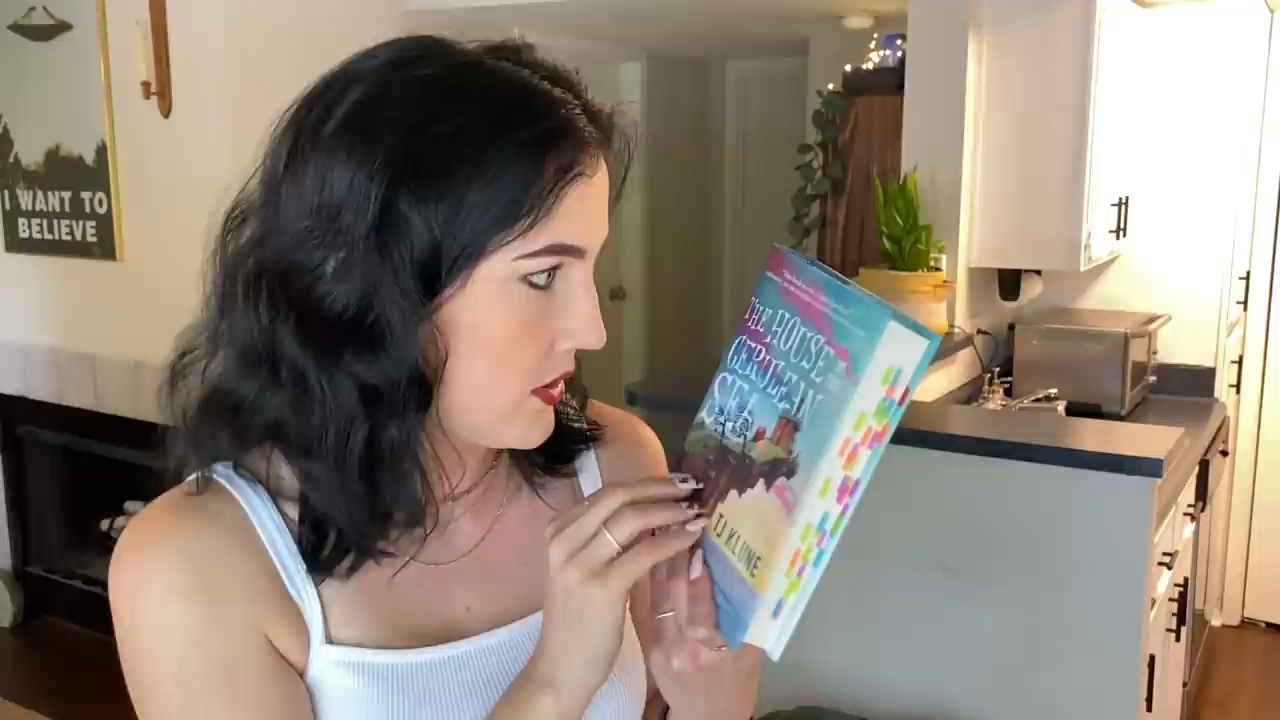 I WANT TO
BELIEVE
THE HOUSE
CERULEAN
SEA
TJ KLUNE